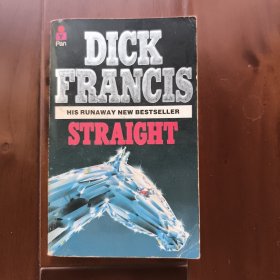 Pan
DICK
FRANCIS
HIS RUNAWAY NEW BESTSELLER
STRAIGHT